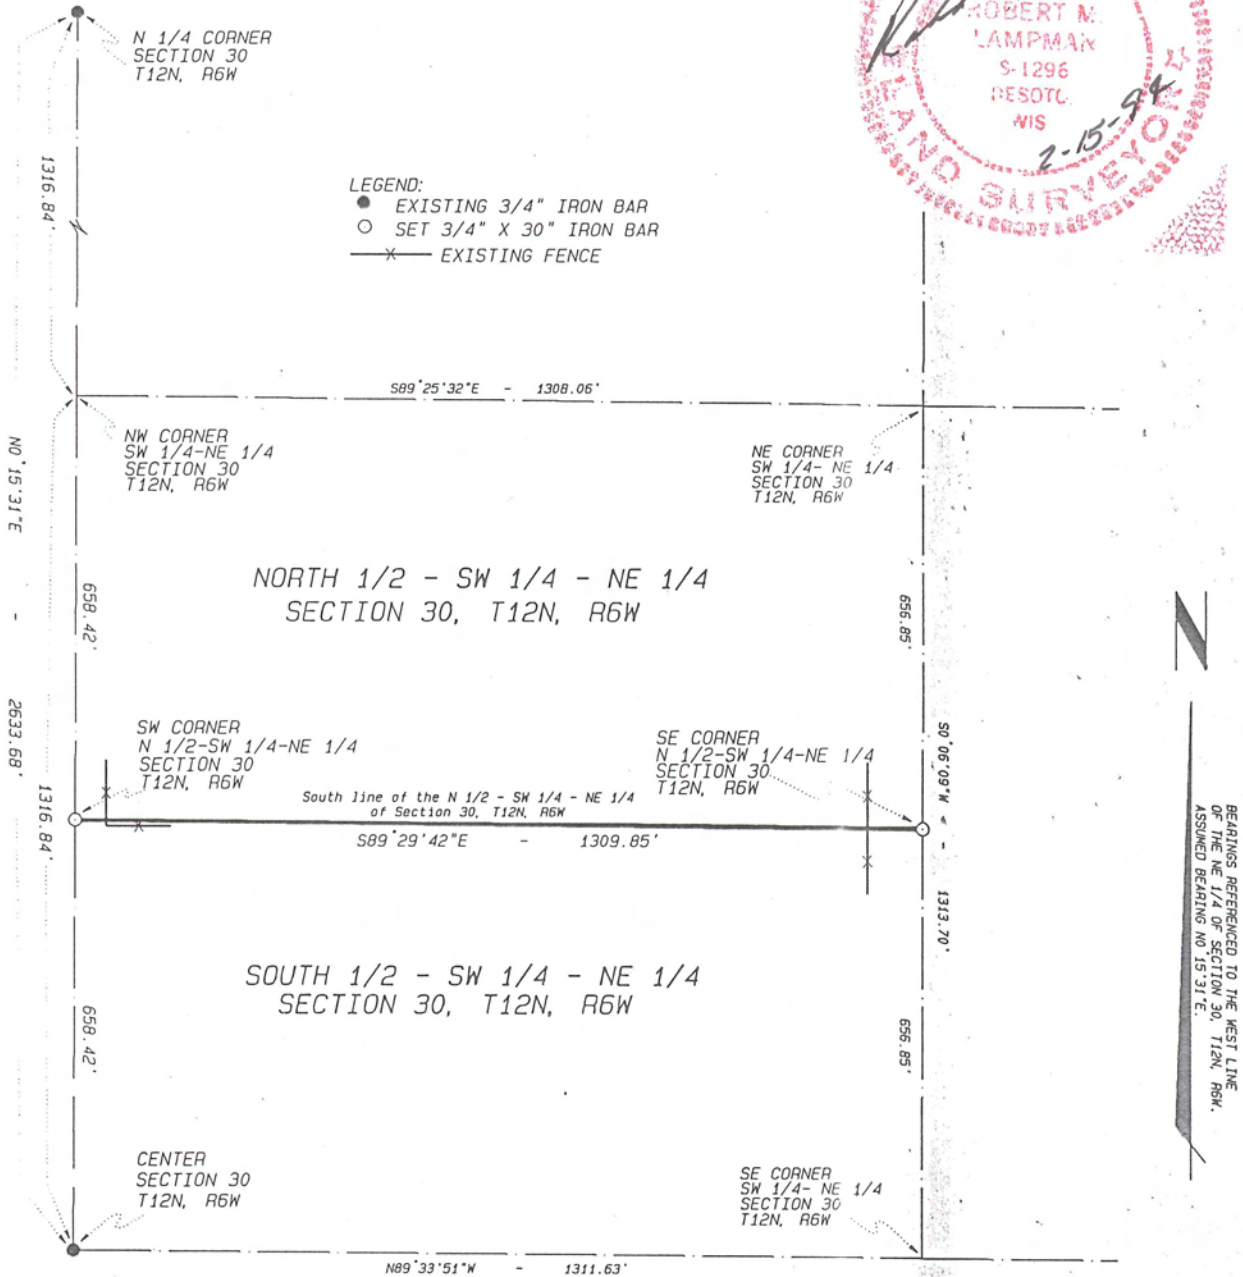 N 1/4 CORNER
SECTION 30
T12N, R6W
ROBERT M.
LAMPMAN
S-1296
DESOTO,
WIS
LAND SURVEYOR
2-15-94
1316.84'
LEGEND:
EXISTING 3/4" IRON BAR
SET 3/4" X 30" IRON BAR
EXISTING FENCE
S89°25'32"E - 1308.06'
NW CORNER
SW 1/4-NE 1/4
SECTION 30
T12N, R6W
NE CORNER
SW 1/4- NE 1/4
SECTION 30
T12N, R6W
N0°15'31"E - 2633.68'
NORTH 1/2 - SW 1/4 - NE 1/4
SECTION 30, T12N, R6W
658.42'
656.85'
N
SW CORNER
N 1/2-SW 1/4-NE 1/4
SECTION 30
T12N, R6W
SE CORNER
N 1/2-SW 1/4-NE 1/4
SECTION 30
T12N, R6W
South line of the N 1/2 - SW 1/4 - NE 1/4
of Section 30, T12N, R6W
S89°29'42"E - 1309.85'
1316.84'
S0°06'09"W - 1313.70'
BEARINGS REFERENCED TO THE WEST LINE
OF THE NE 1/4 OF SECTION 30, T12N, R6W.
ASSUMED BEARING N0°15'31"E.
SOUTH 1/2 - SW 1/4 - NE 1/4
SECTION 30, T12N, R6W
658.42'
656.85'
CENTER
SECTION 30
T12N, R6W
SE CORNER
SW 1/4- NE 1/4
SECTION 30
T12N, R6W
N89°33'51"W - 1311.63'